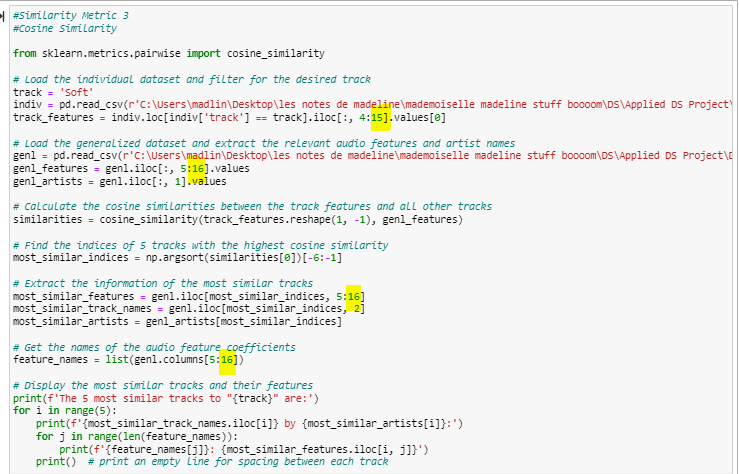 #Similarity Metric 3
#Cosine Similarity
from sklearn.metrics.pairwise import cosine_similarity
# Load the individual dataset and filter for the desired track
track = 'Soft'
indiv = pd.read_csv(r'C:\Users\madlin\Desktop\les notes de madeline\mademoiselle madeline stuff boooom\DS\Applied DS Project\
track_features = indiv.loc[indiv['track'] == track].iloc[:, 4:15].values[0]
# Load the generalized dataset and extract the relevant audio features and artist names
genl = pd.read_csv(r'C:\Users\madlin\Desktop\les notes de madeline\mademoiselle madeline stuff boooom\DS\Applied DS Project\D
genl_features = genl.iloc[:, 5:16].values
genl_artists = genl.iloc[:, 1].values
# Calculate the cosine similarities between the track features and all other tracks
similarities = cosine_similarity(track_features.reshape(1, -1), genl_features)
# Find the indices of 5 tracks with the highest cosine similarity
most_similar_indices = np.argsort(similarities[0])[-6:-1]
# Extract the information of the most similar tracks
most_similar_features = genl.iloc[most_similar_indices, 5:16]
most_similar_track_names = genl.iloc[most_similar_indices, 2]
most_similar_artists = genl_artists[most_similar_indices]
# Get the names of the audio feature coefficients
feature_names = list(genl.columns[5:16])
# Display the most similar tracks and their features
print(f'The 5 most similar tracks to "{track}" are:')
for i in range(5):
    print(f'{most_similar_track_names.iloc[i]} by {most_similar_artists[i]}:')
    for j in range(len(feature_names)):
        print(f'{feature_names[j]}: {most_similar_features.iloc[i, j]}')
    print()  # print an empty line for spacing between each track